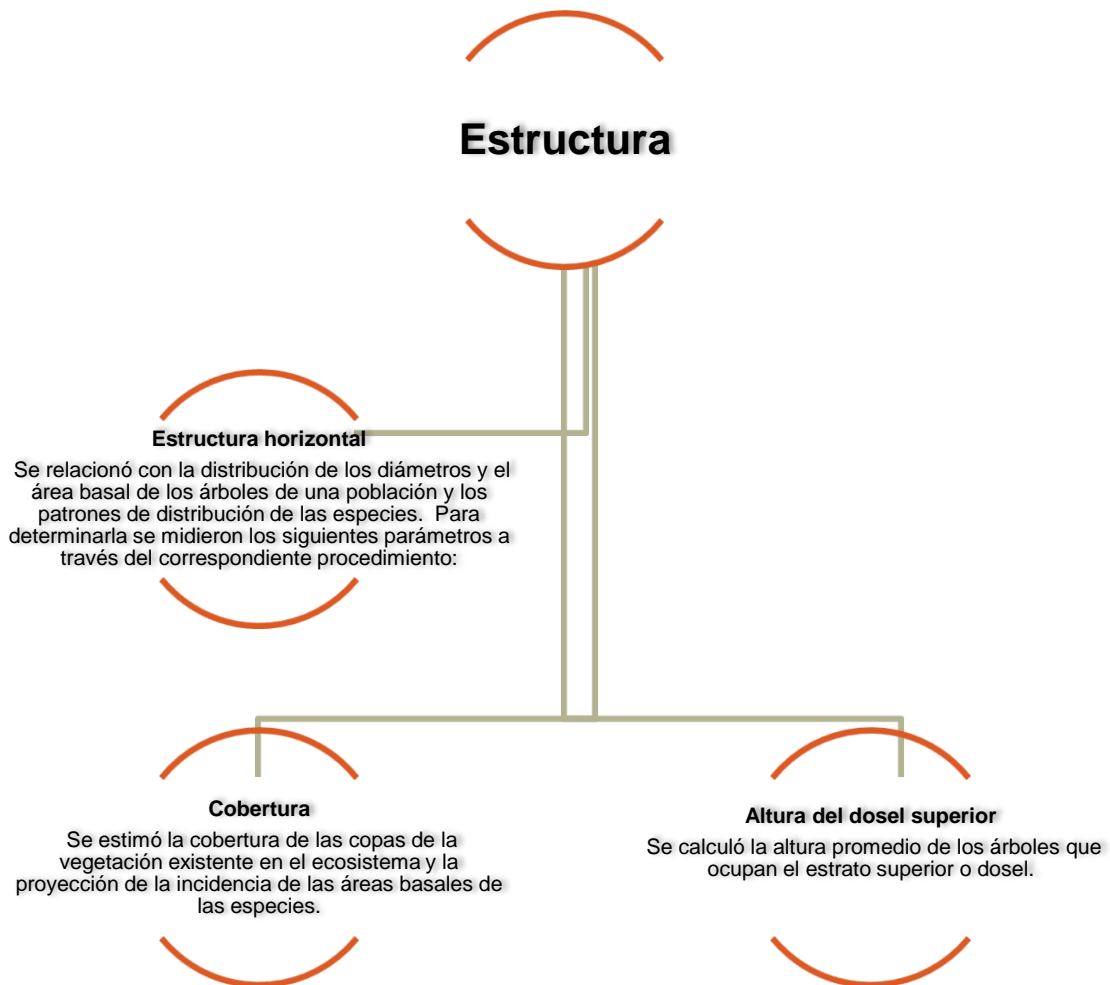 Estructura
Estructura horizontal
Se relacionó con la distribución de los diámetros y el
área basal de los árboles de una población y los
patrones de distribución de las especies.  Para
determinarla se midieron los siguientes parámetros a
través del correspondiente procedimiento:
Cobertura
Se estimó la cobertura de las copas de la
vegetación existente en el ecosistema y la
proyección de la incidencia de las áreas basales de
las especies.
Altura del dosel superior
Se calculó la altura promedio de los árboles que
ocupan el estrato superior o dosel.